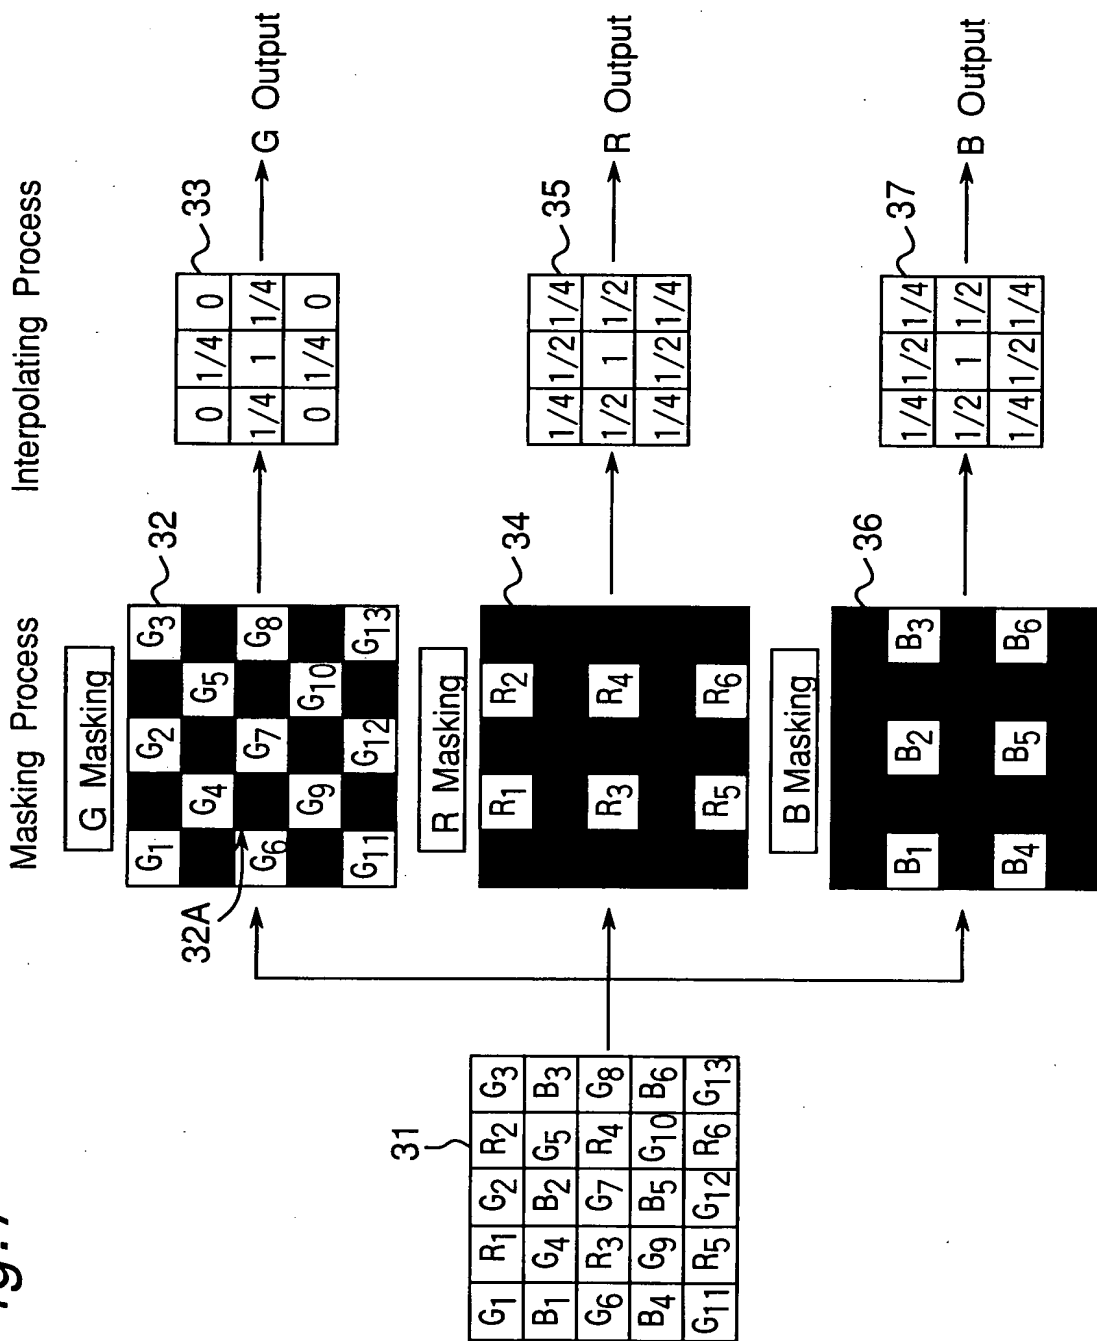 Masking Process
Interpolating Process
31
G1 R1 G2 R2 G3
B1 G4 B2 G5 B3
G6 R3 G7 R4 G8
B4 G9 B5 G10 B6
G11 R5 G12 R6 G13
G Masking
32
32A
G1 G2 G3
G4 G5
G6 G7 G8
G9 G10
G11 G12 G13
33
0 1/4 0
1/4 1 1/4
0 1/4 0
G Output
R Masking
34
R1 R2
R3 R4
R5 R6
35
1/4 1/2 1/4
1/2 1 1/2
1/4 1/2 1/4
R Output
B Masking
36
B1 B2 B3
B4 B5 B6
37
1/4 1/2 1/4
1/2 1 1/2
1/4 1/2 1/4
B Output